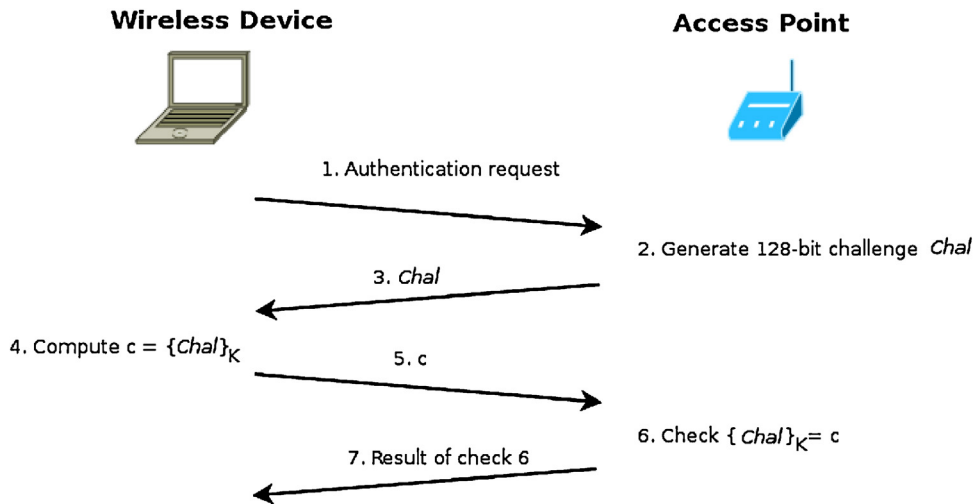 Wireless Device
Access Point
1. Authentication request
2. Generate 128-bit challenge Chal
3. Chal
4. Compute c = {Chal}K
5. c
6. Check { Chal}K= c
7. Result of check 6